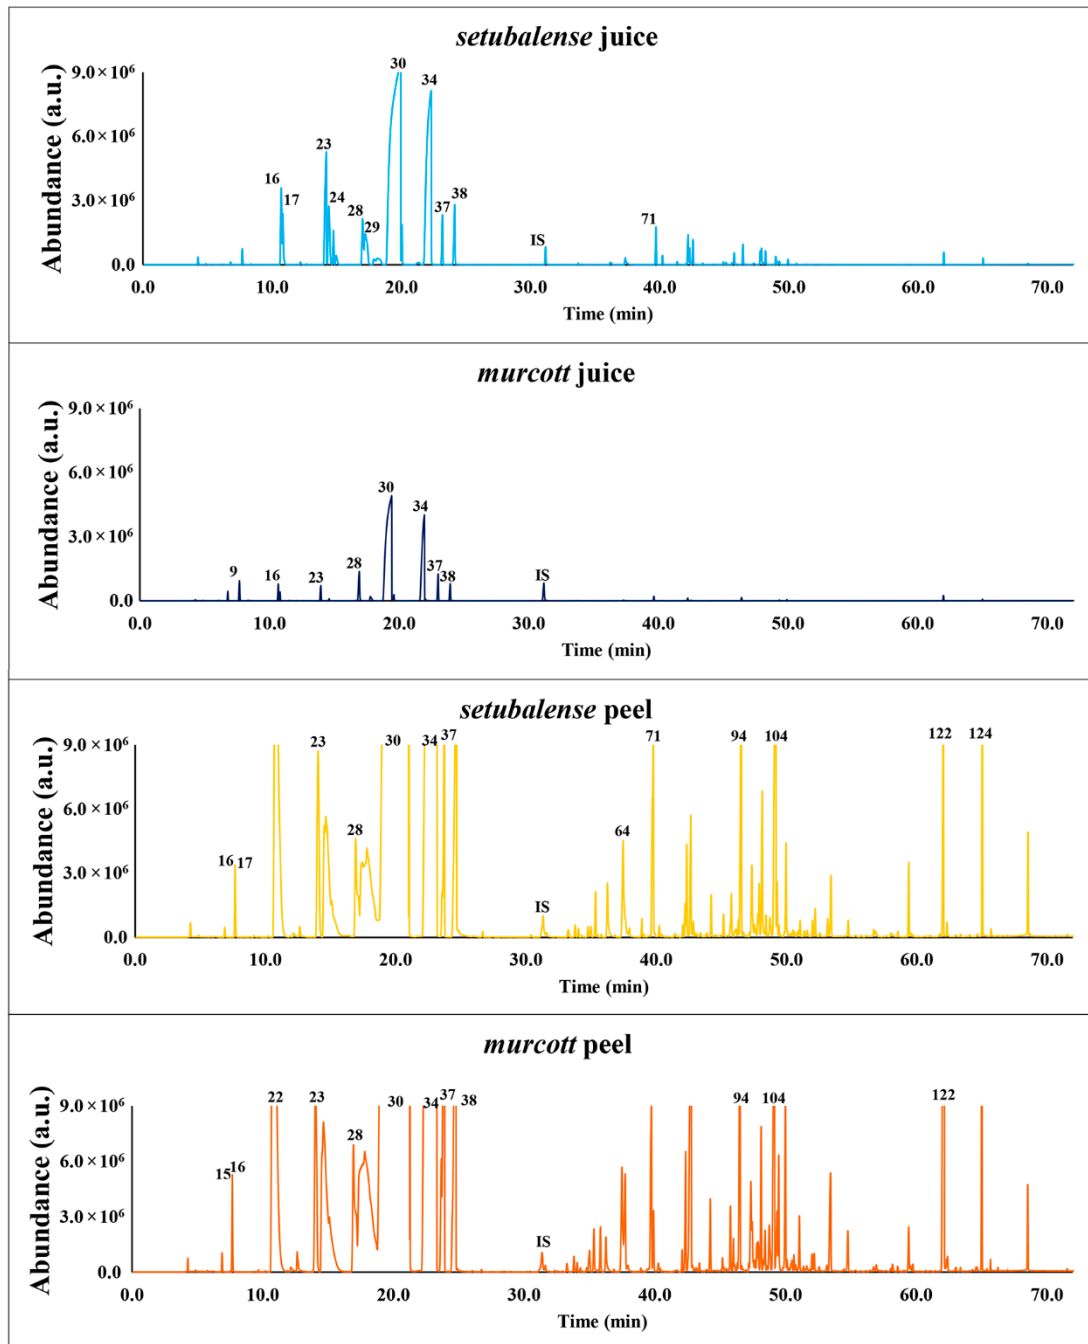 setubalense juice
Abundance (a.u.)
9.0 × 10⁶
6.0 × 10⁶
3.0 × 10⁶
0.0
16
17
23
24
28
29
30
34
37
38
IS
71
0.0 10.0 20.0 30.0 40.0 50.0 60.0 70.0
Time (min)
murcott juice
Abundance (a.u.)
9.0 × 10⁶
6.0 × 10⁶
3.0 × 10⁶
0.0
9
16
23
28
30
34
37
38
IS
0.0 10.0 20.0 30.0 40.0 50.0 60.0 70.0
Time (min)
setubalense peel
Abundance (a.u.)
9.0 × 10⁶
6.0 × 10⁶
3.0 × 10⁶
0.0
16 17
23
28
30
34
37
IS
64
71
94
104
122
124
0.0 10.0 20.0 30.0 40.0 50.0 60.0 70.0
Time (min)
murcott peel
Abundance (a.u.)
9.0 × 10⁶
6.0 × 10⁶
3.0 × 10⁶
0.0
15 16
22
23
28
30
34
37
38
IS
94
104
122
0.0 10.0 20.0 30.0 40.0 50.0 60.0 70.0
Time (min)